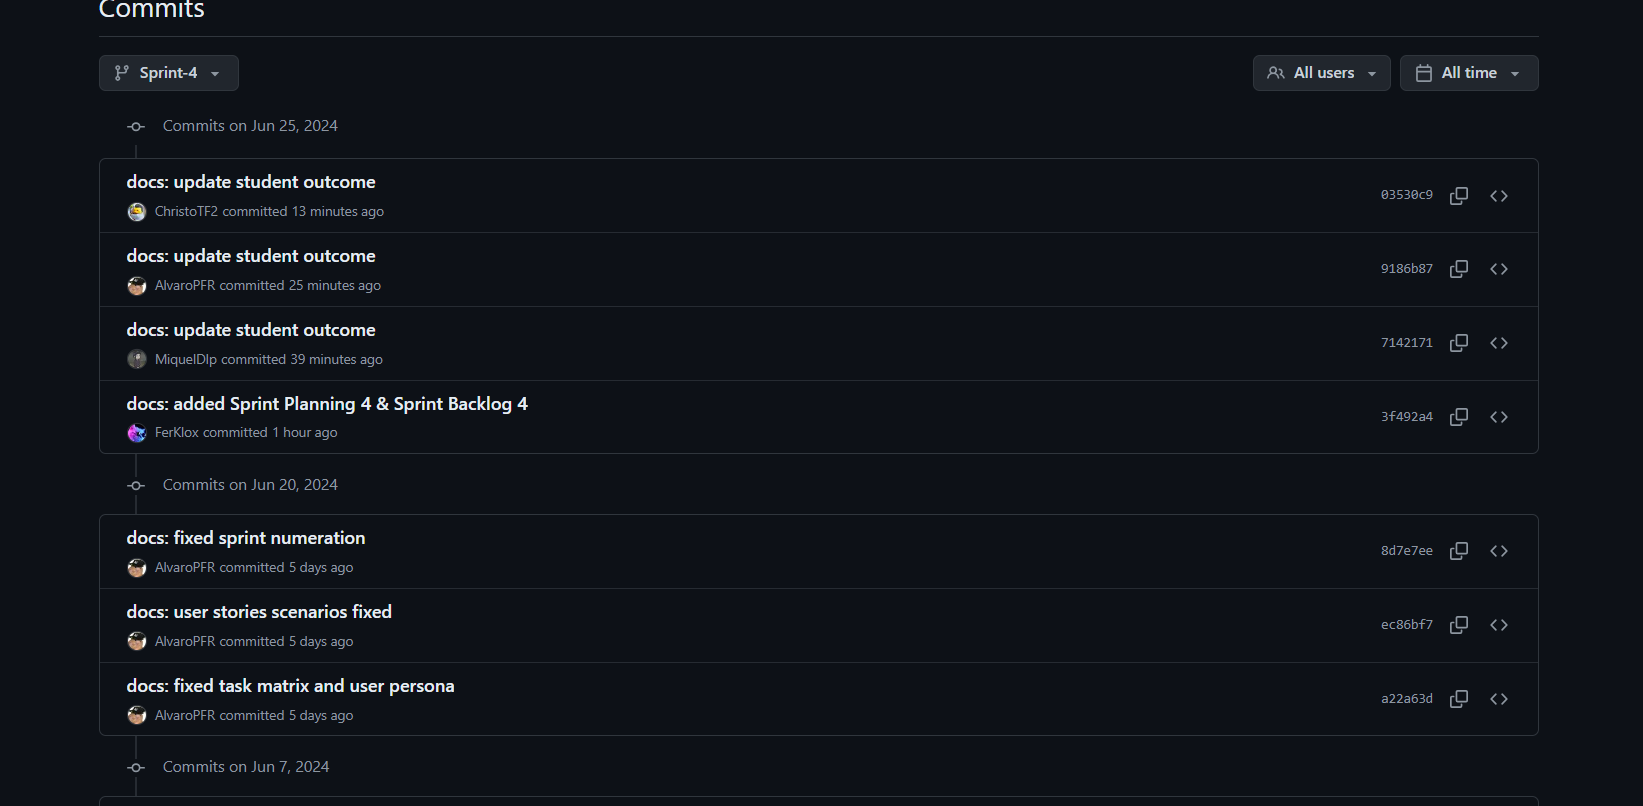 Commits
Sprint-4
All users
All time
Commits on Jun 25, 2024
docs: update student outcome
03530c9
ChristoTF2 committed 13 minutes ago
docs: update student outcome
9186b87
AlvaroPFR committed 25 minutes ago
docs: update student outcome
7142171
MiquelDlp committed 39 minutes ago
docs: added Sprint Planning 4 & Sprint Backlog 4
3f492a4
FerKlox committed 1 hour ago
Commits on Jun 20, 2024
docs: fixed sprint numeration
8d7e7ee
AlvaroPFR committed 5 days ago
docs: user stories scenarios fixed
ec86bf7
AlvaroPFR committed 5 days ago
docs: fixed task matrix and user persona
a22a63d
AlvaroPFR committed 5 days ago
Commits on Jun 7, 2024